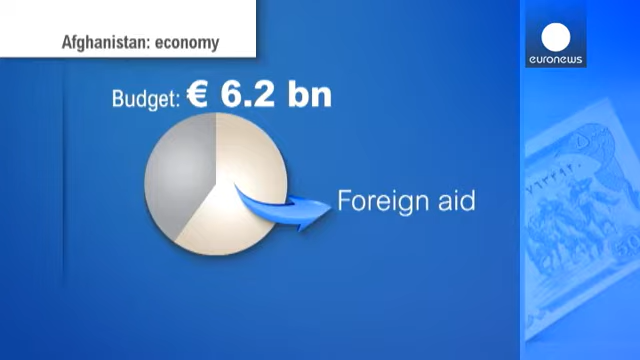 Afghanistan: economy
euronews
Budget: € 6.2 bn
Foreign aid